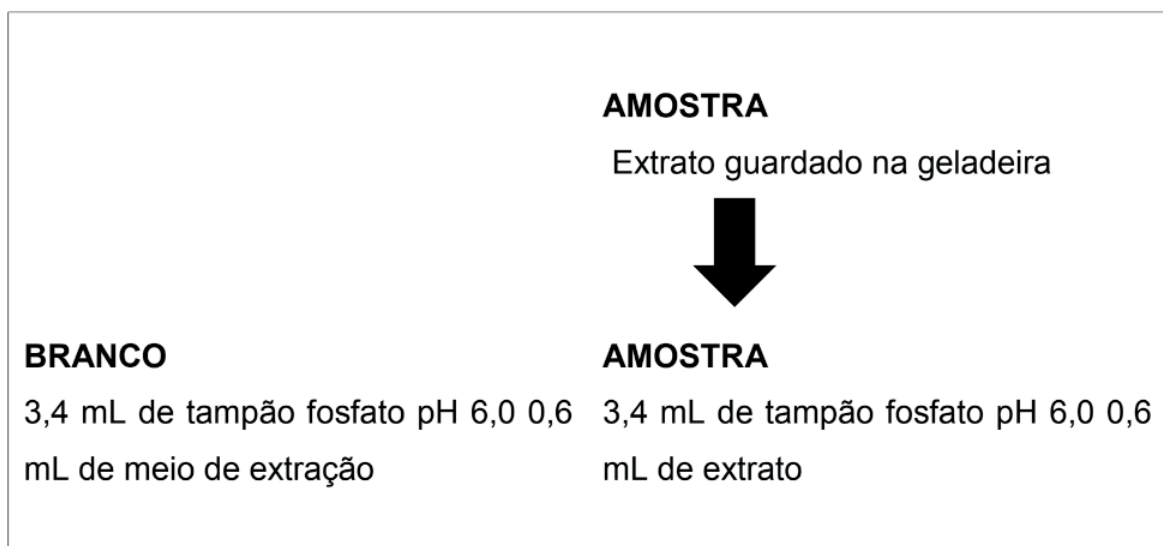 AMOSTRA
Extrato guardado na geladeira
BRANCO
3,4 mL de tampão fosfato pH 6,0 0,6
mL de meio de extração
AMOSTRA
3,4 mL de tampão fosfato pH 6,0 0,6
mL de extrato